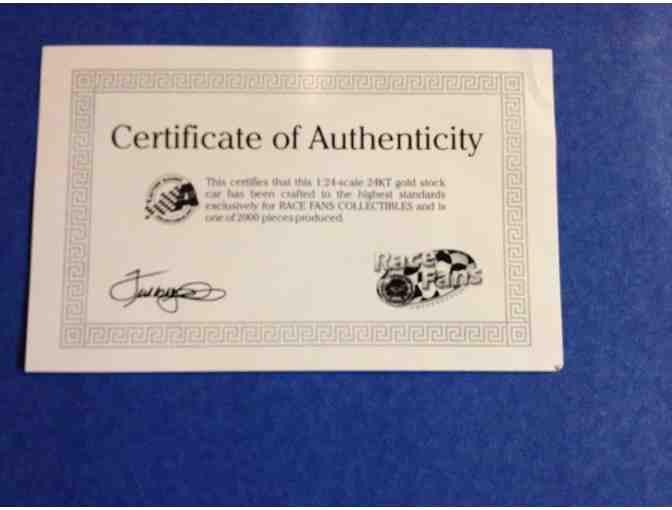 Certificate of Authenticity
This certifies that this 1:24-scale 24KT gold stock
car has been crafted to the highest standards
exclusively for RACE FANS COLLECTIBLES and is
one of 2000 pieces produced.
Race
Fans